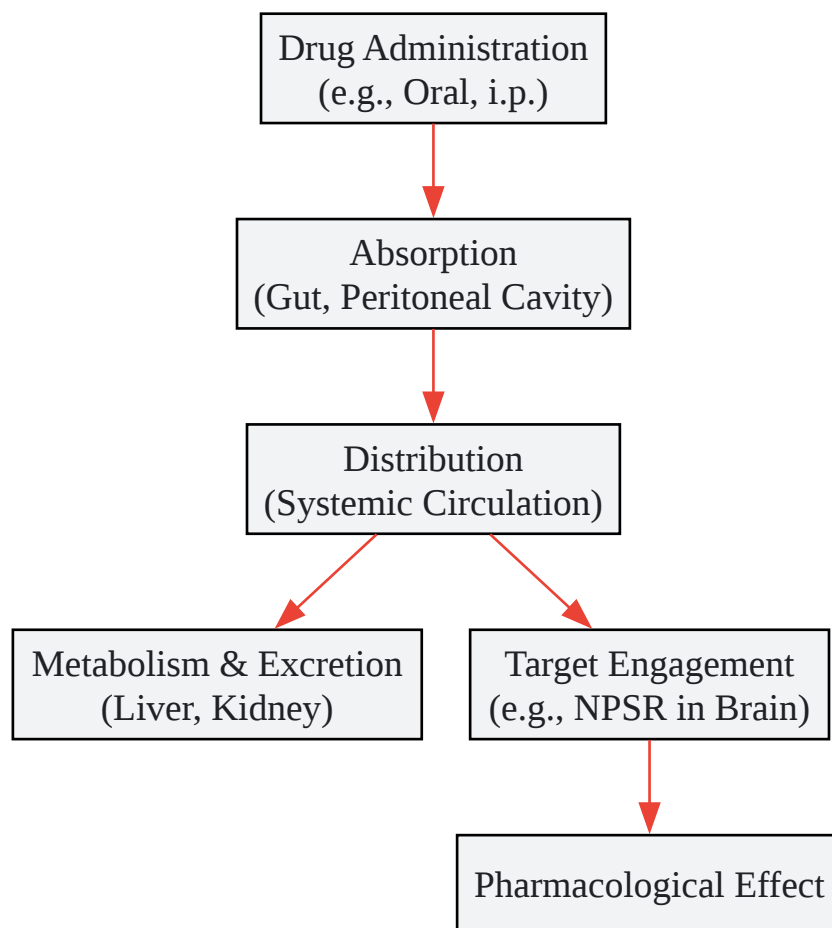 Drug Administration
(e.g., Oral, i.p.)
Absorption
(Gut, Peritoneal Cavity)
Distribution
(Systemic Circulation)
Metabolism & Excretion
(Liver, Kidney)
Target Engagement
(e.g., NPSR in Brain)
Pharmacological Effect